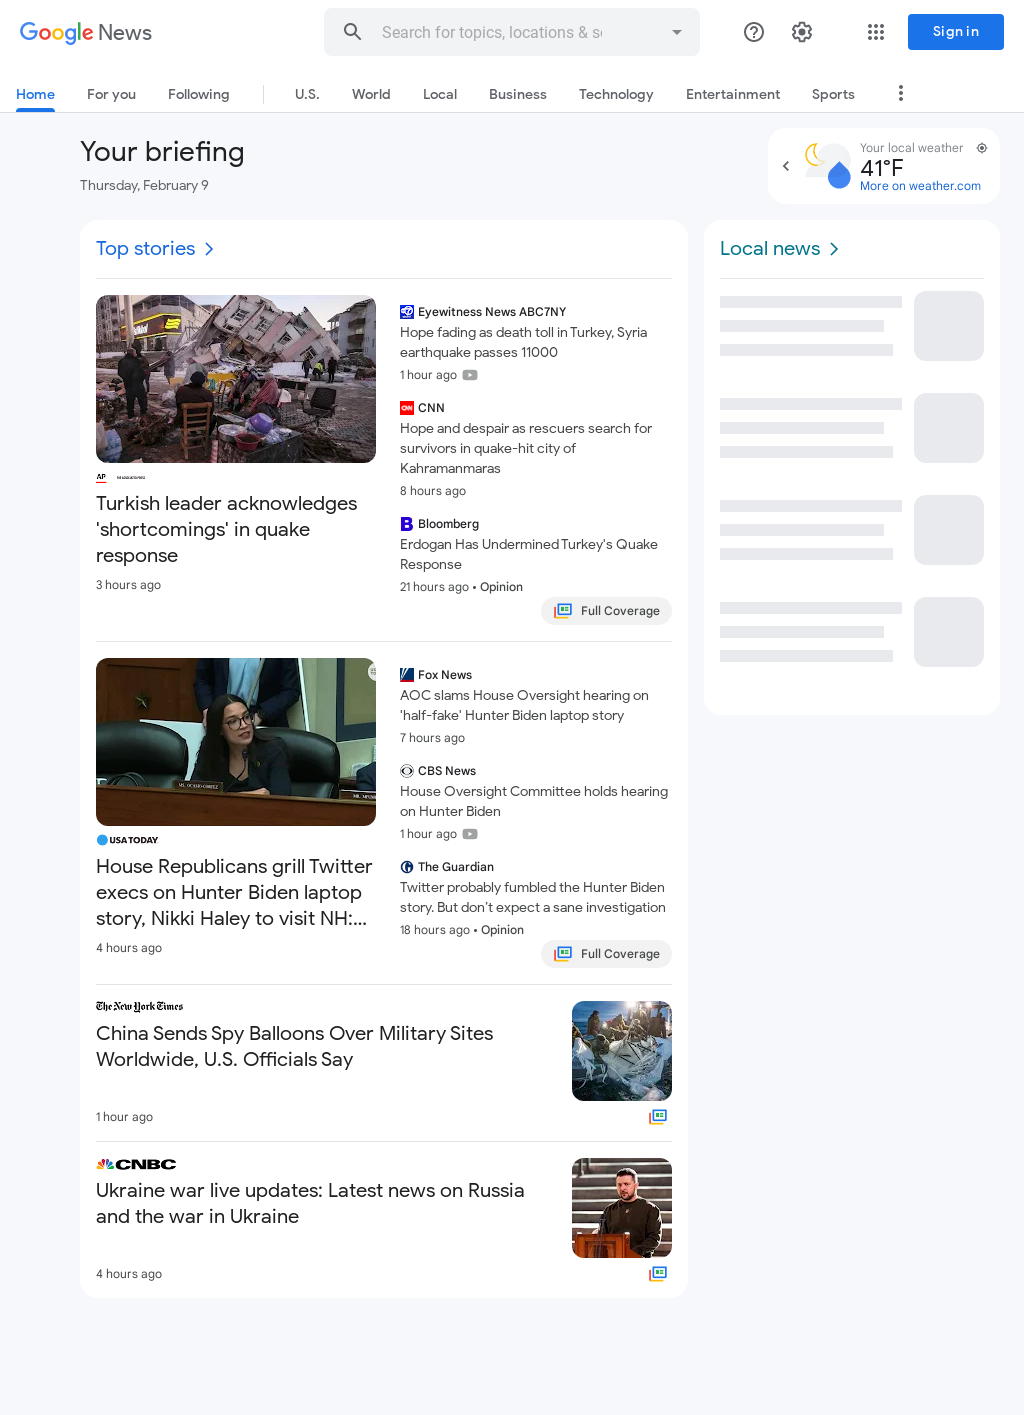 Google News
Search for topics, locations & so
Sign in
Home
For you
Following
U.S.
World
Local
Business
Technology
Entertainment
Sports
Your briefing
Thursday, February 9
Your local weather
41°F
More on weather.com
Top stories
AP
Turkish leader acknowledges
'shortcomings' in quake
response
3 hours ago
Eyewitness News ABC7NY
Hope fading as death toll in Turkey, Syria
earthquake passes 11000
1 hour ago
CNN
Hope and despair as rescuers search for
survivors in quake-hit city of
Kahramanmaras
8 hours ago
Bloomberg
Erdogan Has Undermined Turkey's Quake
Response
21 hours ago • Opinion
Full Coverage
MS. OCASIO-CORTEZ
USA TODAY
House Republicans grill Twitter
execs on Hunter Biden laptop
story, Nikki Haley to visit NH:...
4 hours ago
Fox News
AOC slams House Oversight hearing on
'half-fake' Hunter Biden laptop story
7 hours ago
CBS News
House Oversight Committee holds hearing
on Hunter Biden
1 hour ago
The Guardian
Twitter probably fumbled the Hunter Biden
story. But don't expect a sane investigation
18 hours ago • Opinion
Full Coverage
The New York Times
China Sends Spy Balloons Over Military Sites
Worldwide, U.S. Officials Say
1 hour ago
CNBC
Ukraine war live updates: Latest news on Russia
and the war in Ukraine
4 hours ago
Local news